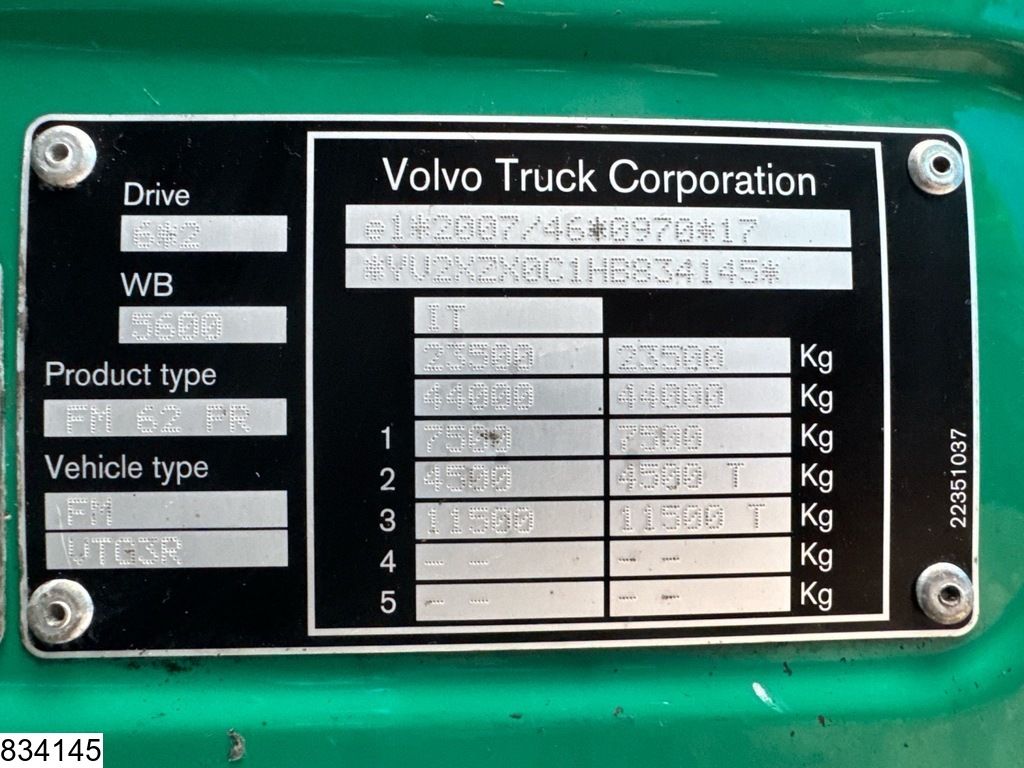 Volvo Truck Corporation
Drive
6*2
WB
5600
Product type
FM 62 FR
Vehicle type
FM
VTG3R
e1*2007/46*0970*17
*YV2XZX0C1HB834145*
IT
23500 23500 Kg
44000 44000 Kg
1 7500 7500 Kg
2 4500 4500 T Kg
3 11500 11500 T Kg
4 -- -- -- -- Kg
5 -- -- -- -- Kg
22351037
834145